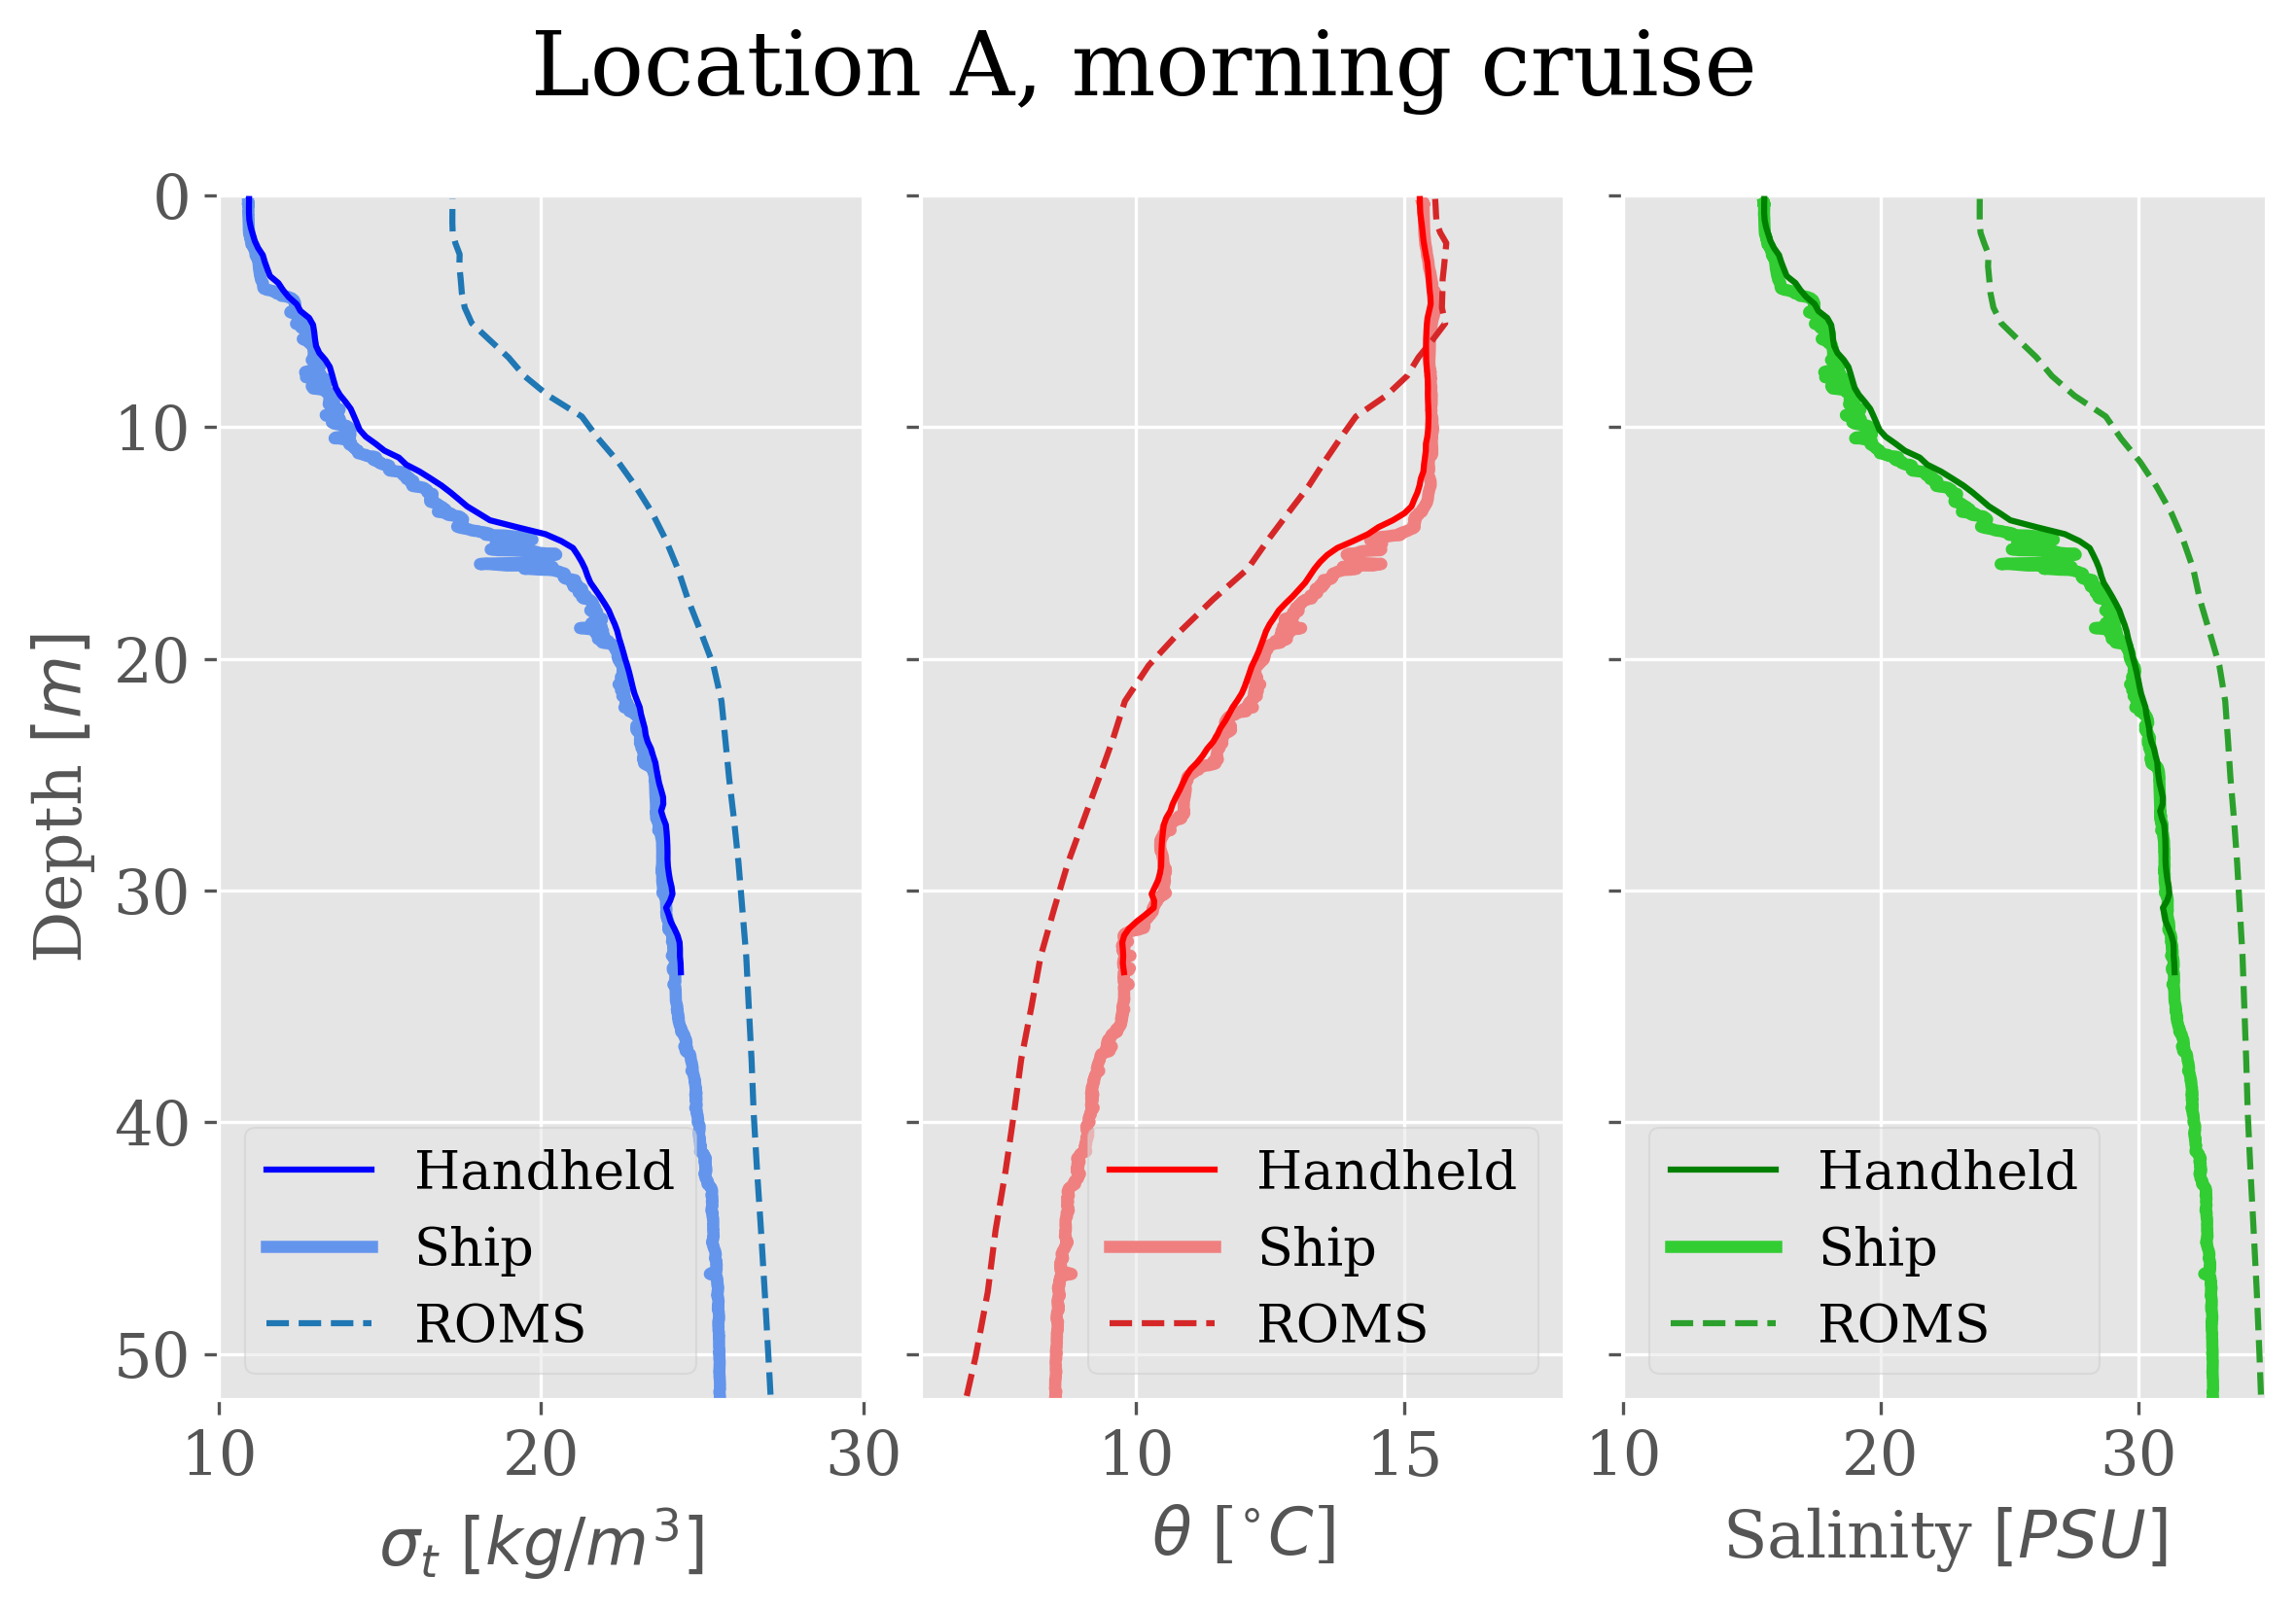 Location A, morning cruise
0
10
20
30
40
50
Depth [m]
Handheld
Ship
ROMS
10 20 30
σt [kg/m³]
Handheld
Ship
ROMS
10 15
θ [°C]
Handheld
Ship
ROMS
10 20 30
Salinity [PSU]